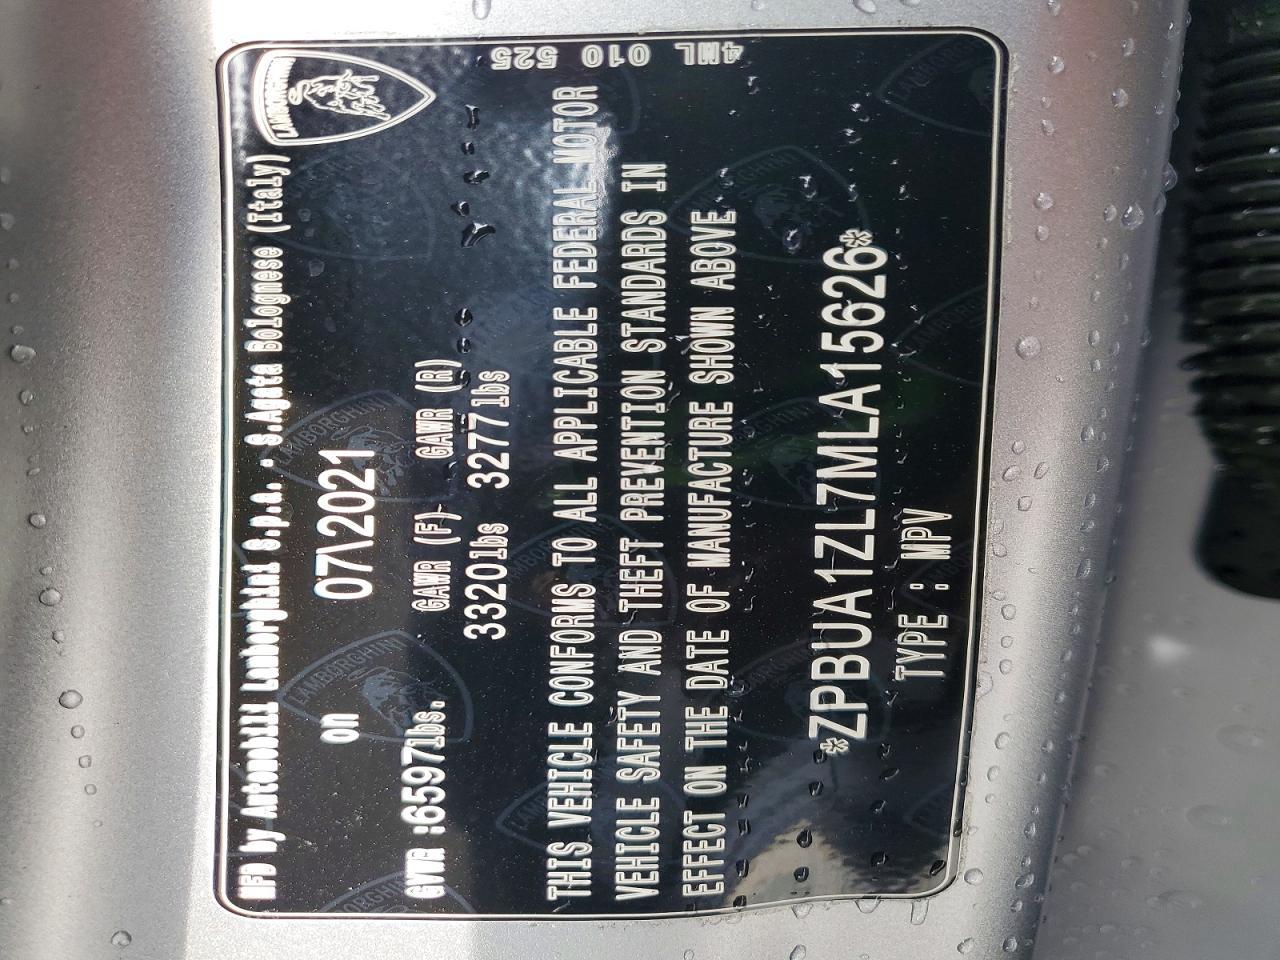 LAMBORGHINI
MFD by Automobili Lamborghini s.p.a. - s.Agata Bolognese (Italy)
on 07\2021
GVWR :6597lbs. GAWR (F) GAWR (R)
3320lbs 3277lbs
THIS VEHICLE CONFORMS TO ALL APPLICABLE FEDERAL MOTOR
VEHICLE SAFETY AND THEFT PREVENTION STANDARDS IN
EFFECT ON THE DATE OF MANUFACTURE SHOWN ABOVE
*ZPBUA1ZL7MLA15626*
TYPE : MPV
4ML 010 525